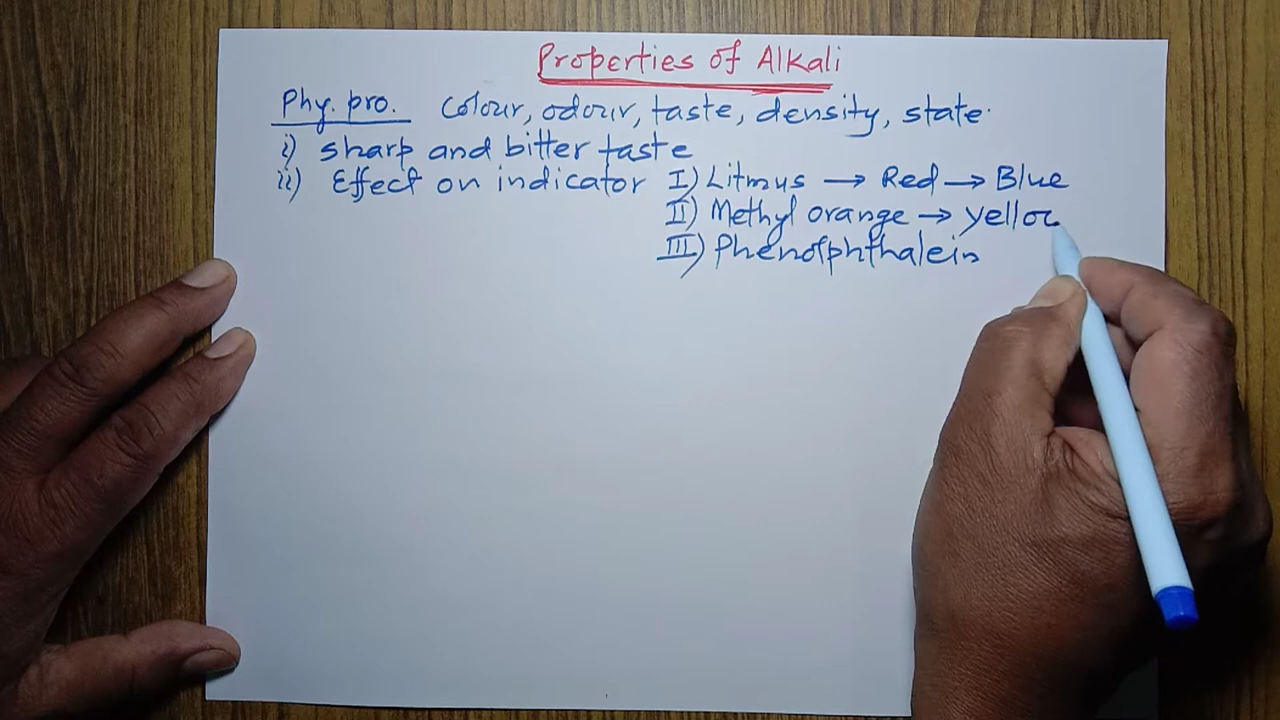 Properties of Alkali
Phy. pro. Colour, odour, taste, density, state.
i) sharp and bitter taste
ii) Effect on indicator I) Litmus → Red → Blue
II) Methyl orange → yello
III) Phenolphthalein